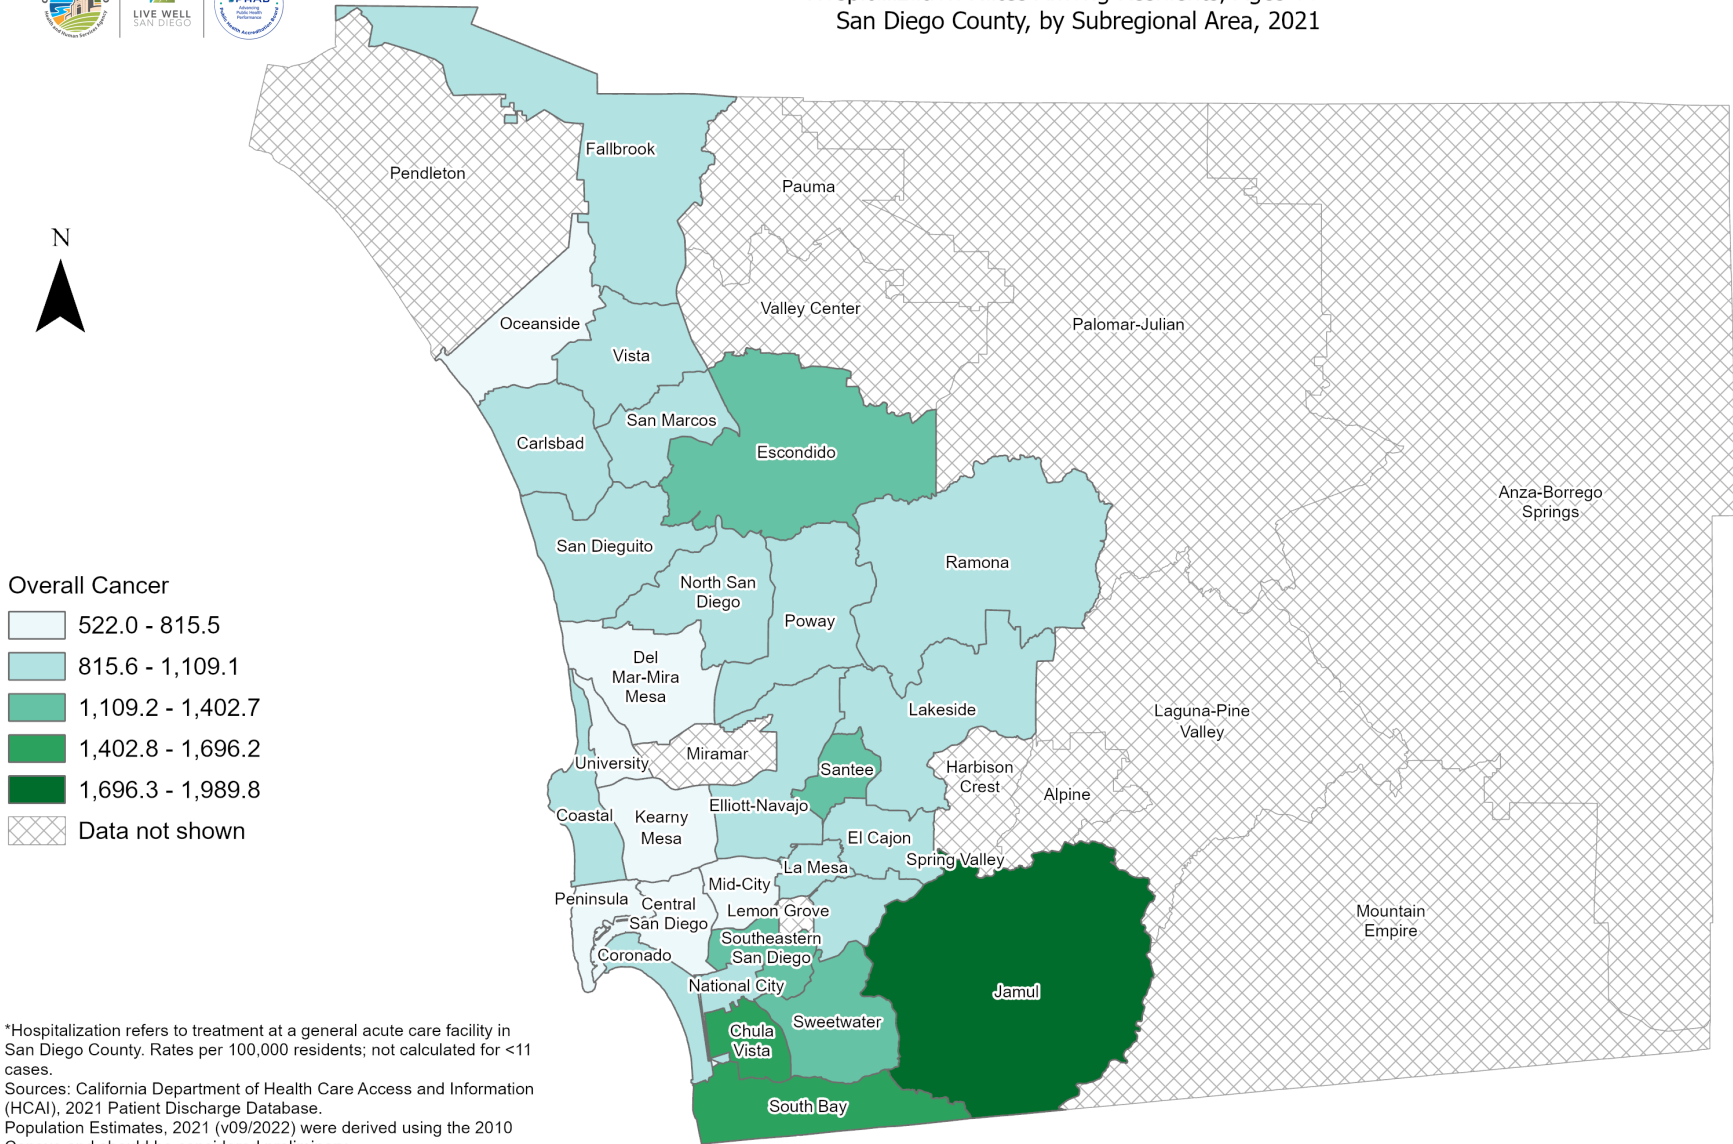 LIVE WELL
SAN DIEGO
Advancing
Public Health
Performance
San Diego County, by Subregional Area, 2021
Fallbrook
Pendleton
Pauma
N
Valley Center
Oceanside
Palomar-Julian
Vista
San Marcos
Carlsbad
Escondido
Anza-Borrego
Springs
San Dieguito
Ramona
North San
Diego
Poway
Del
Mar-Mira
Mesa
Lakeside
Laguna-Pine
Valley
Miramar
University
Santee
Harbison
Crest
Alpine
Elliott-Navajo
Coastal
Kearny
Mesa
El Cajon
Spring Valley
La Mesa
Mid-City
Peninsula
Central
San Diego
Lemon Grove
Mountain
Empire
Southeastern
San Diego
Coronado
National City
Jamul
Sweetwater
Chula
Vista
South Bay
Overall Cancer
522.0 - 815.5
815.6 - 1,109.1
1,109.2 - 1,402.7
1,402.8 - 1,696.2
1,696.3 - 1,989.8
Data not shown
*Hospitalization refers to treatment at a general acute care facility in
San Diego County. Rates per 100,000 residents; not calculated for <11
cases.
Sources: California Department of Health Care Access and Information
(HCAI), 2021 Patient Discharge Database.
Population Estimates, 2021 (v09/2022) were derived using the 2010